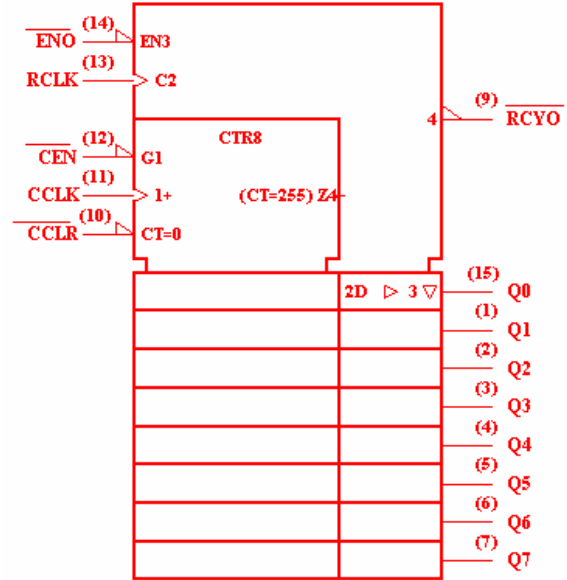 (14)
ENO EN3
(13)
RCLK C2
(9)
4 RCYO
CTR8
(12)
CEN G1
(11)
CCLK 1+ (CT=255) Z4
(10)
CCLR CT=0
(15)
2D ▷ 3 ▽ Q0
(1)
Q1
(2)
Q2
(3)
Q3
(4)
Q4
(5)
Q5
(6)
Q6
(7)
Q7